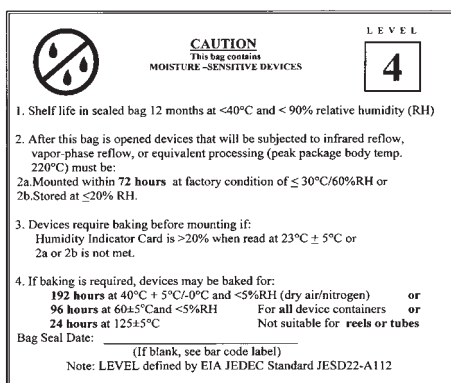 LEVEL
4
CAUTION
This bag contains
MOISTURE –SENSITIVE DEVICES
1. Shelf life in sealed bag 12 months at <40°C and < 90% relative humidity (RH)
2. After this bag is opened devices that will be subjected to infrared reflow,
vapor-phase reflow, or equivalent processing (peak package body temp.
220°C) must be:
2a.Mounted within 72 hours at factory condition of ≤ 30°C/60%RH or
2b.Stored at ≤20% RH.
3. Devices require baking before mounting if:
Humidity Indicator Card is >20% when read at 23°C ± 5°C or
2a or 2b is not met.
4. If baking is required, devices may be baked for:
192 hours at 40°C + 5°C/-0°C and <5%RH (dry air/nitrogen) or
96 hours at 60±5°Cand <5%RH For all device containers or
24 hours at 125±5°C Not suitable for reels or tubes
Bag Seal Date:
(If blank, see bar code label)
Note: LEVEL defined by EIA JEDEC Standard JESD22-A112